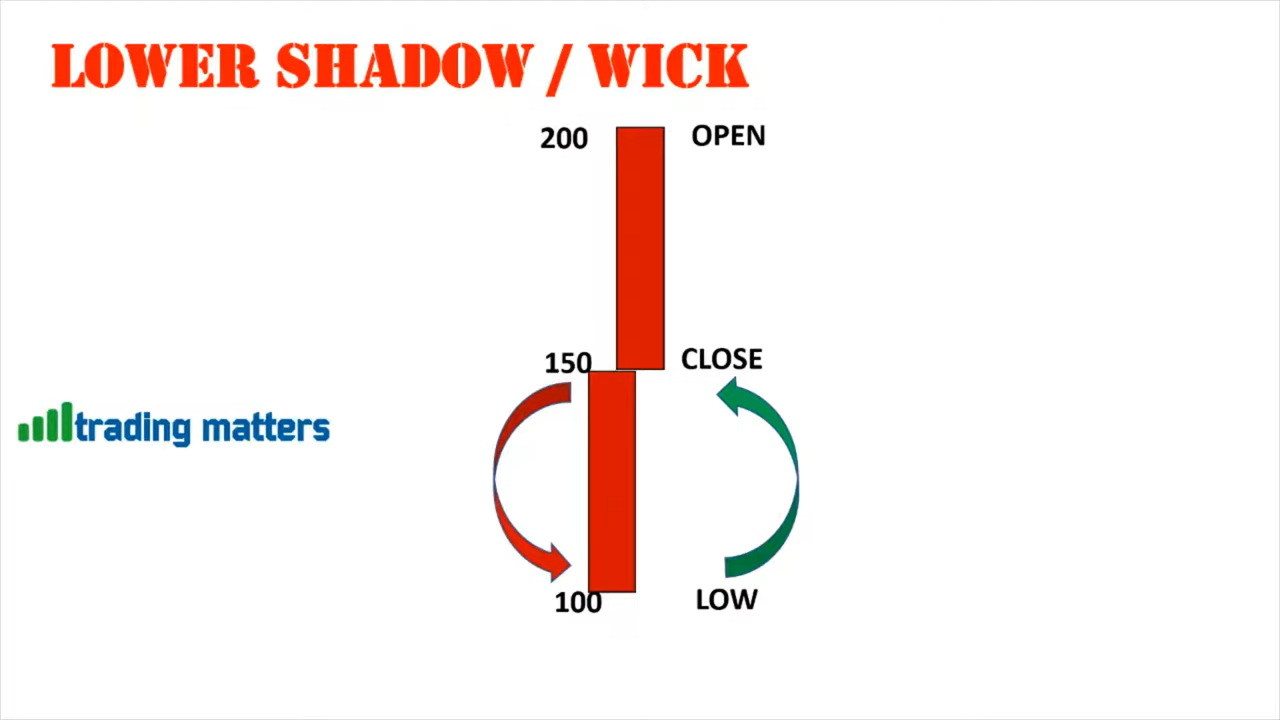 LOWER SHADOW / WICK
200 OPEN
150 CLOSE
trading matters
100 LOW